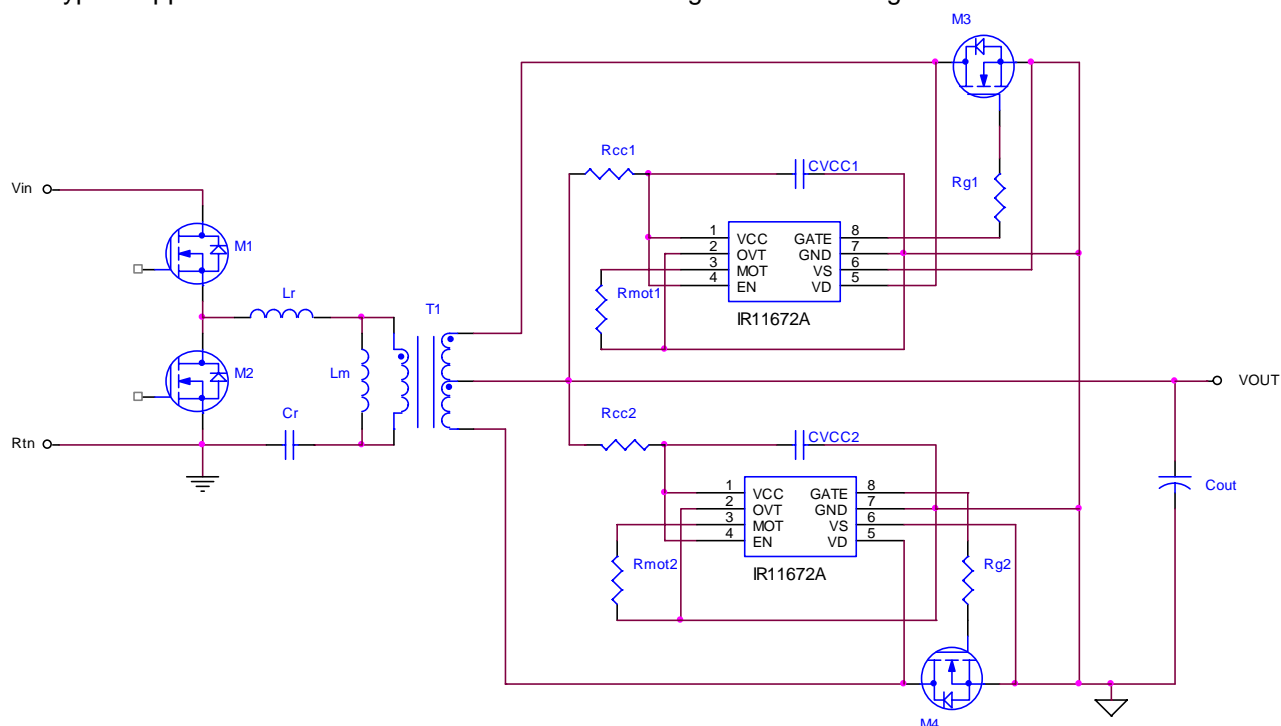 M3
Rcc1
CVCC1
Rg1
Vin
M1
1 VCC GATE 8
2 OVT GND 7
3 MOT VS 6
4 EN VD 5
Rmot1
IR11672A
Lr
T1
M2
Lm
VOUT
Cr
Rtn
Rcc2
CVCC2
Cout
1 VCC GATE 8
2 OVT GND 7
3 MOT VS 6
4 EN VD 5
Rmot2
Rg2
IR11672A
M4